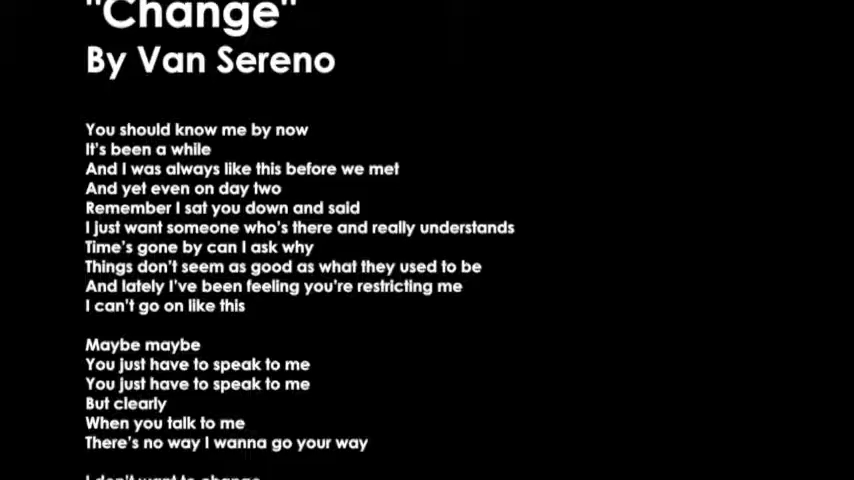 "Change"
By Van Sereno
You should know me by now
It's been a while
And I was always like this before we met
And yet even on day two
Remember I sat you down and said
I just want someone who's there and really understands
Time's gone by can I ask why
Things don't seem as good as what they used to be
And lately I've been feeling you're restricting me
I can't go on like this
Maybe maybe
You just have to speak to me
You just have to speak to me
But clearly
When you talk to me
There's no way I wanna go your way
I don't want to change